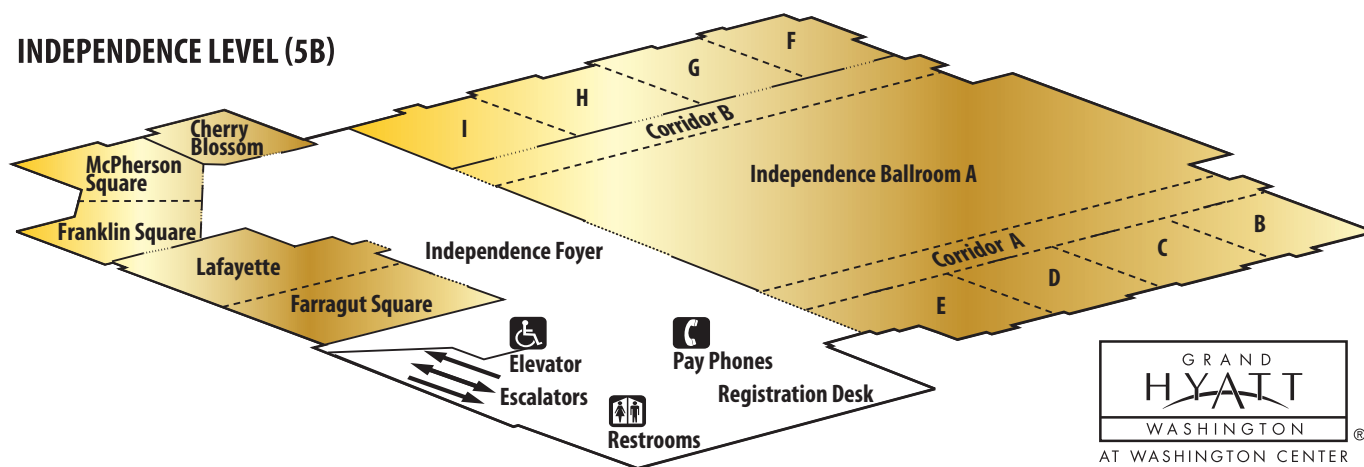 INDEPENDENCE LEVEL (5B)
F
G
H
I
Corridor B
Cherry
Blossom
McPherson
Square
Franklin Square
Independence Ballroom A
Lafayette
Farragut Square
Independence Foyer
Corridor A
B
C
D
E
Elevator
Escalators
Pay Phones
Registration Desk
Restrooms
GRAND
HYATT
WASHINGTON
®
AT WASHINGTON CENTER